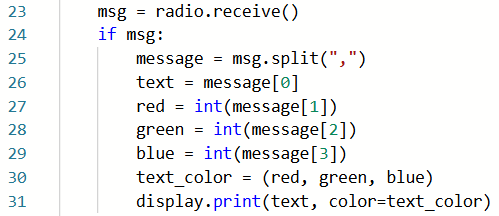 23 msg = radio.receive()
24 if msg:
25 message = msg.split(",")
26 text = message[0]
27 red = int(message[1])
28 green = int(message[2])
29 blue = int(message[3])
30 text_color = (red, green, blue)
31 display.print(text, color=text_color)